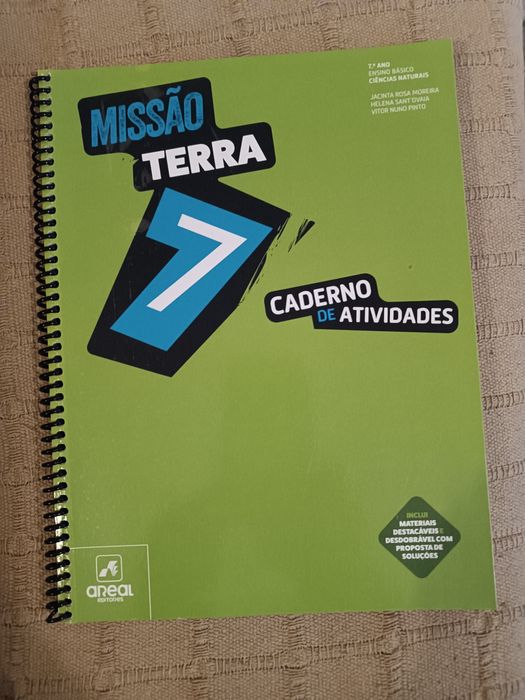 7.º ANO
ENSINO BÁSICO
CIÊNCIAS NATURAIS
JACINTA ROSA MOREIRA
HELENA SANT'OVAIA
VITOR NUNO PINTO
MISSÃO
TERRA
7
CADERNO
DE ATIVIDADES
INCLUI
MATERIAIS
DESTACÁVEIS E
DESDOBRÁVEL COM
PROPOSTA DE
SOLUÇÕES
areal
EDITORES